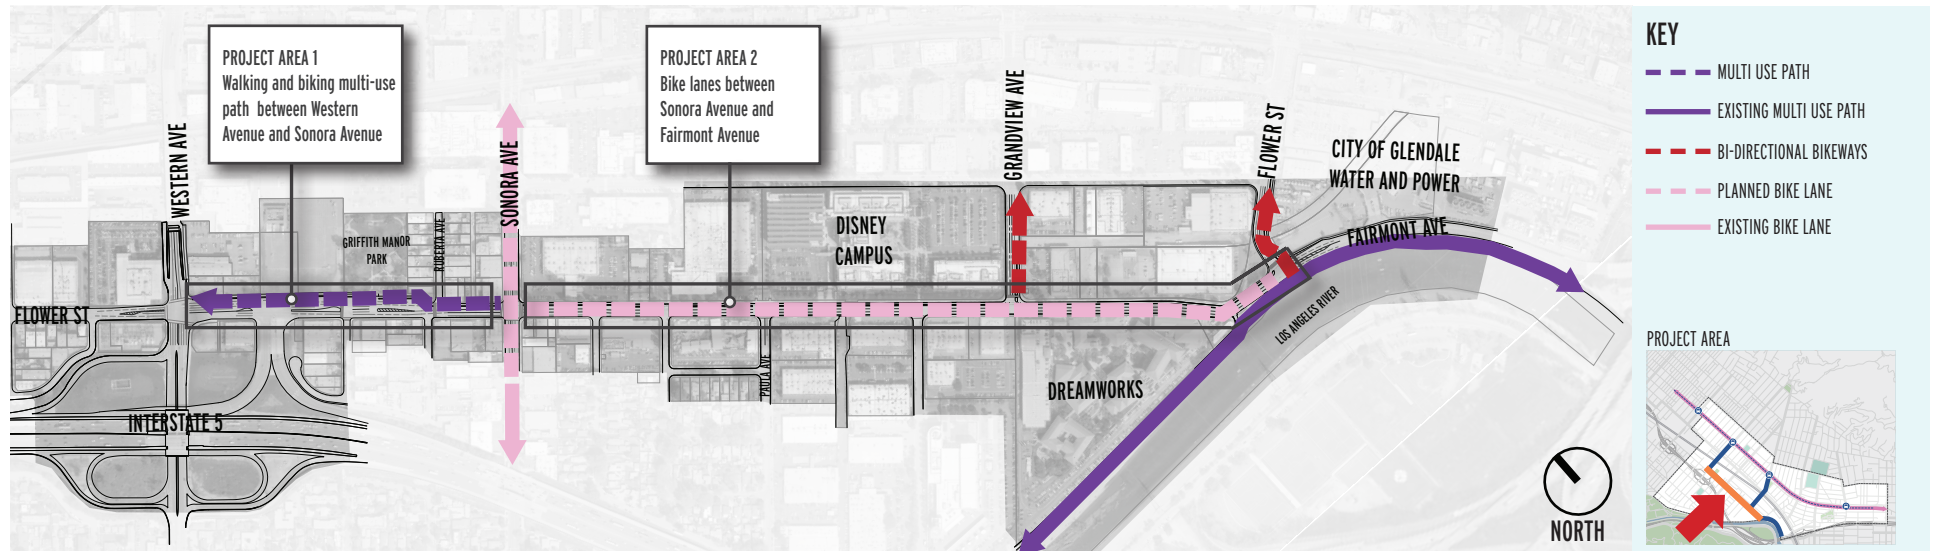 PROJECT AREA 1
Walking and biking multi-use
path between Western
Avenue and Sonora Avenue
PROJECT AREA 2
Bike lanes between
Sonora Avenue and
Fairmont Avenue
WESTERN AVE
SONORA AVE
GRANDVIEW AVE
FLOWER ST
CITY OF GLENDALE
WATER AND POWER
GRIFFITH MANOR
PARK
RUBERTA AVE
DISNEY
CAMPUS
FAIRMONT AVE
FLOWER ST
LOS ANGELES RIVER
PAULA AVE
DREAMWORKS
INTERSTATE 5
NORTH
KEY
MULTI USE PATH
EXISTING MULTI USE PATH
BI-DIRECTIONAL BIKEWAYS
PLANNED BIKE LANE
EXISTING BIKE LANE
PROJECT AREA